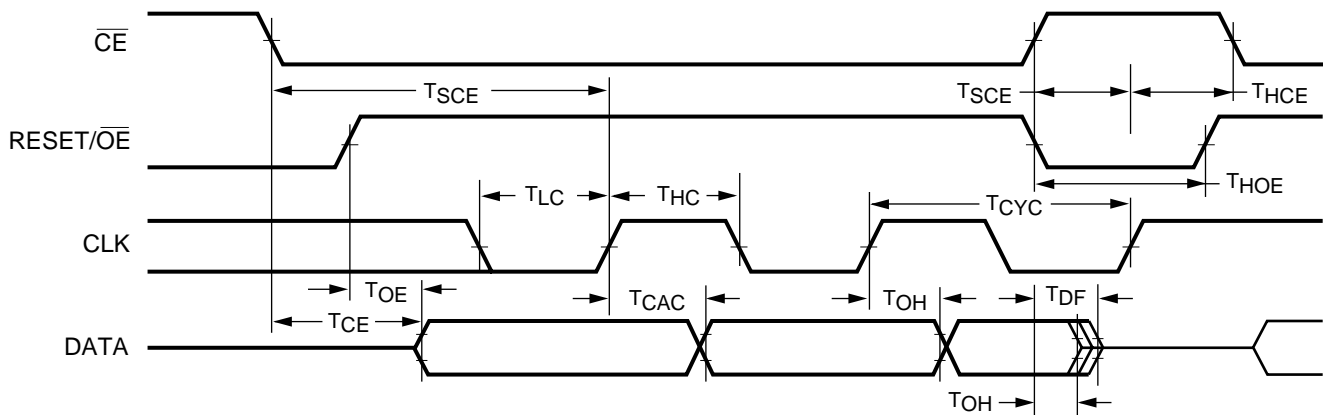 CE
TSCE TSCE THCE
RESET/OE
TLC THC TCYC THOE
CLK
TOE TCAC TOH TDF
TCE
DATA
TOH